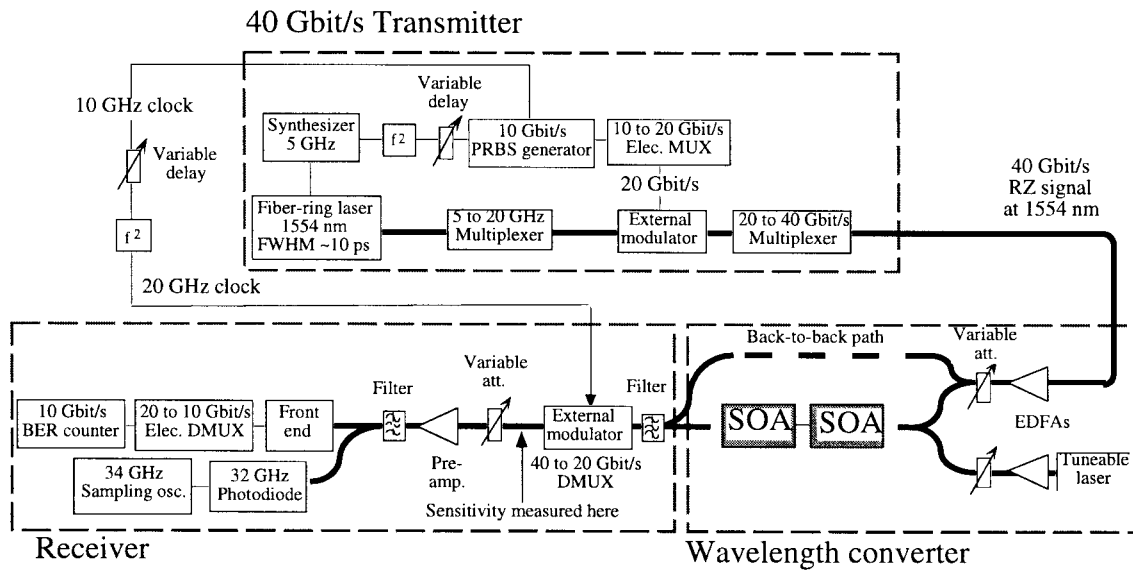 40 Gbit/s Transmitter
10 GHz clock
Variable
delay
Variable
delay
Synthesizer
5 GHz
f 2
10 Gbit/s
PRBS generator
10 to 20 Gbit/s
Elec. MUX
20 Gbit/s
40 Gbit/s
RZ signal
at 1554 nm
f 2
Fiber-ring laser
1554 nm
FWHM ~10 ps
5 to 20 GHz
Multiplexer
External
modulator
20 to 40 Gbit/s
Multiplexer
20 GHz clock
Back-to-back path
Variable
att.
Variable
att.
Filter
Filter
10 Gbit/s
BER counter
20 to 10 Gbit/s
Elec. DMUX
Front
end
External
modulator
SOA
SOA
EDFAs
34 GHz
Sampling osc.
32 GHz
Photodiode
Pre-
amp.
40 to 20 Gbit/s
DMUX
Tuneable
laser
Sensitivity measured here
Receiver
Wavelength converter